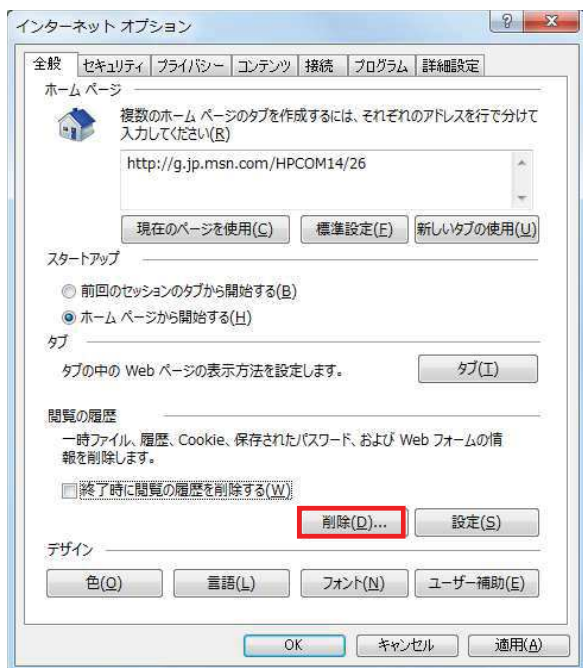 インターネット オプション
全般 セキュリティ プライバシー コンテンツ 接続 プログラム 詳細設定
ホーム ページ
複数のホーム ページのタブを作成するには、それぞれのアドレスを行で分けて
入力してください(R)
http://g.jp.msn.com/HPCOM14/26
現在のページを使用(C) 標準設定(F) 新しいタブの使用(U)
スタートアップ
前回のセッションのタブから開始する(B)
ホーム ページから開始する(H)
タブ
タブの中の Web ページの表示方法を設定します。 タブ(T)
閲覧の履歴
一時ファイル、履歴、Cookie、保存されたパスワード、および Web フォームの情
報を削除します。
終了時に閲覧の履歴を削除する(W)
削除(D)... 設定(S)
デザイン
色(O) 言語(L) フォント(N) ユーザー補助(E)
OK キャンセル 適用(A)